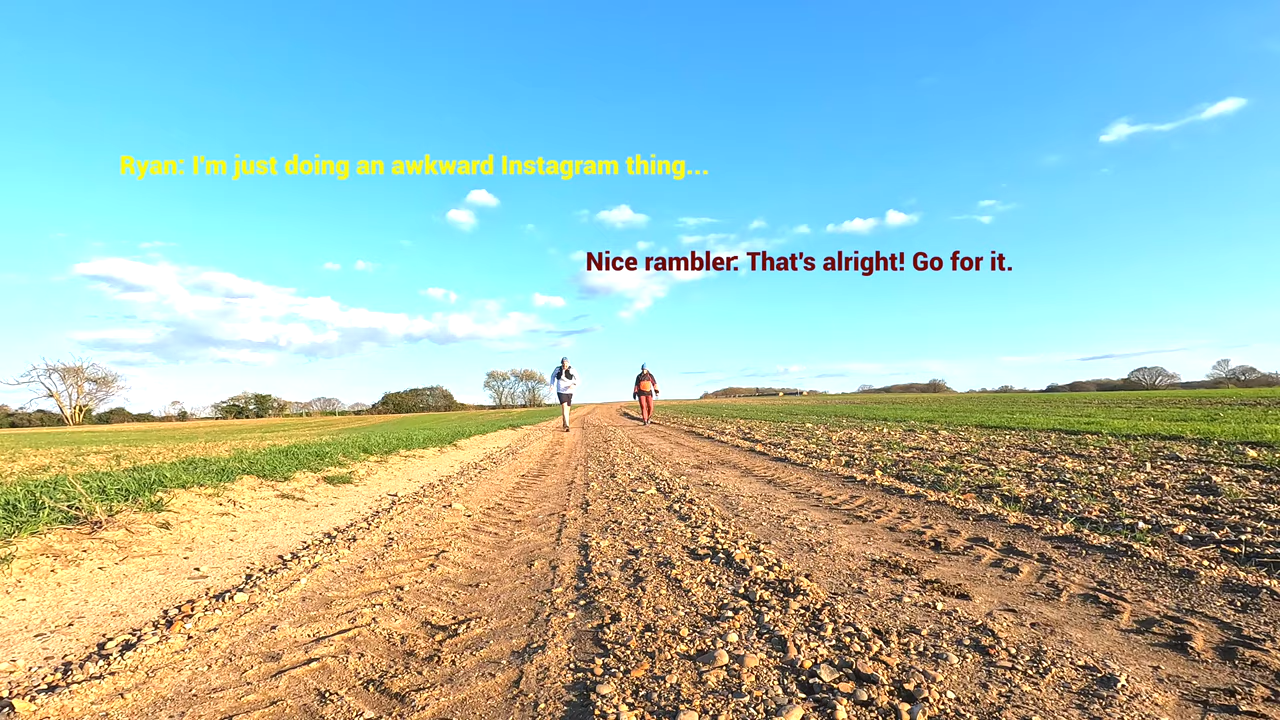 Ryan: I'm just doing an awkward Instagram thing...
Nice rambler: That's alright! Go for it.